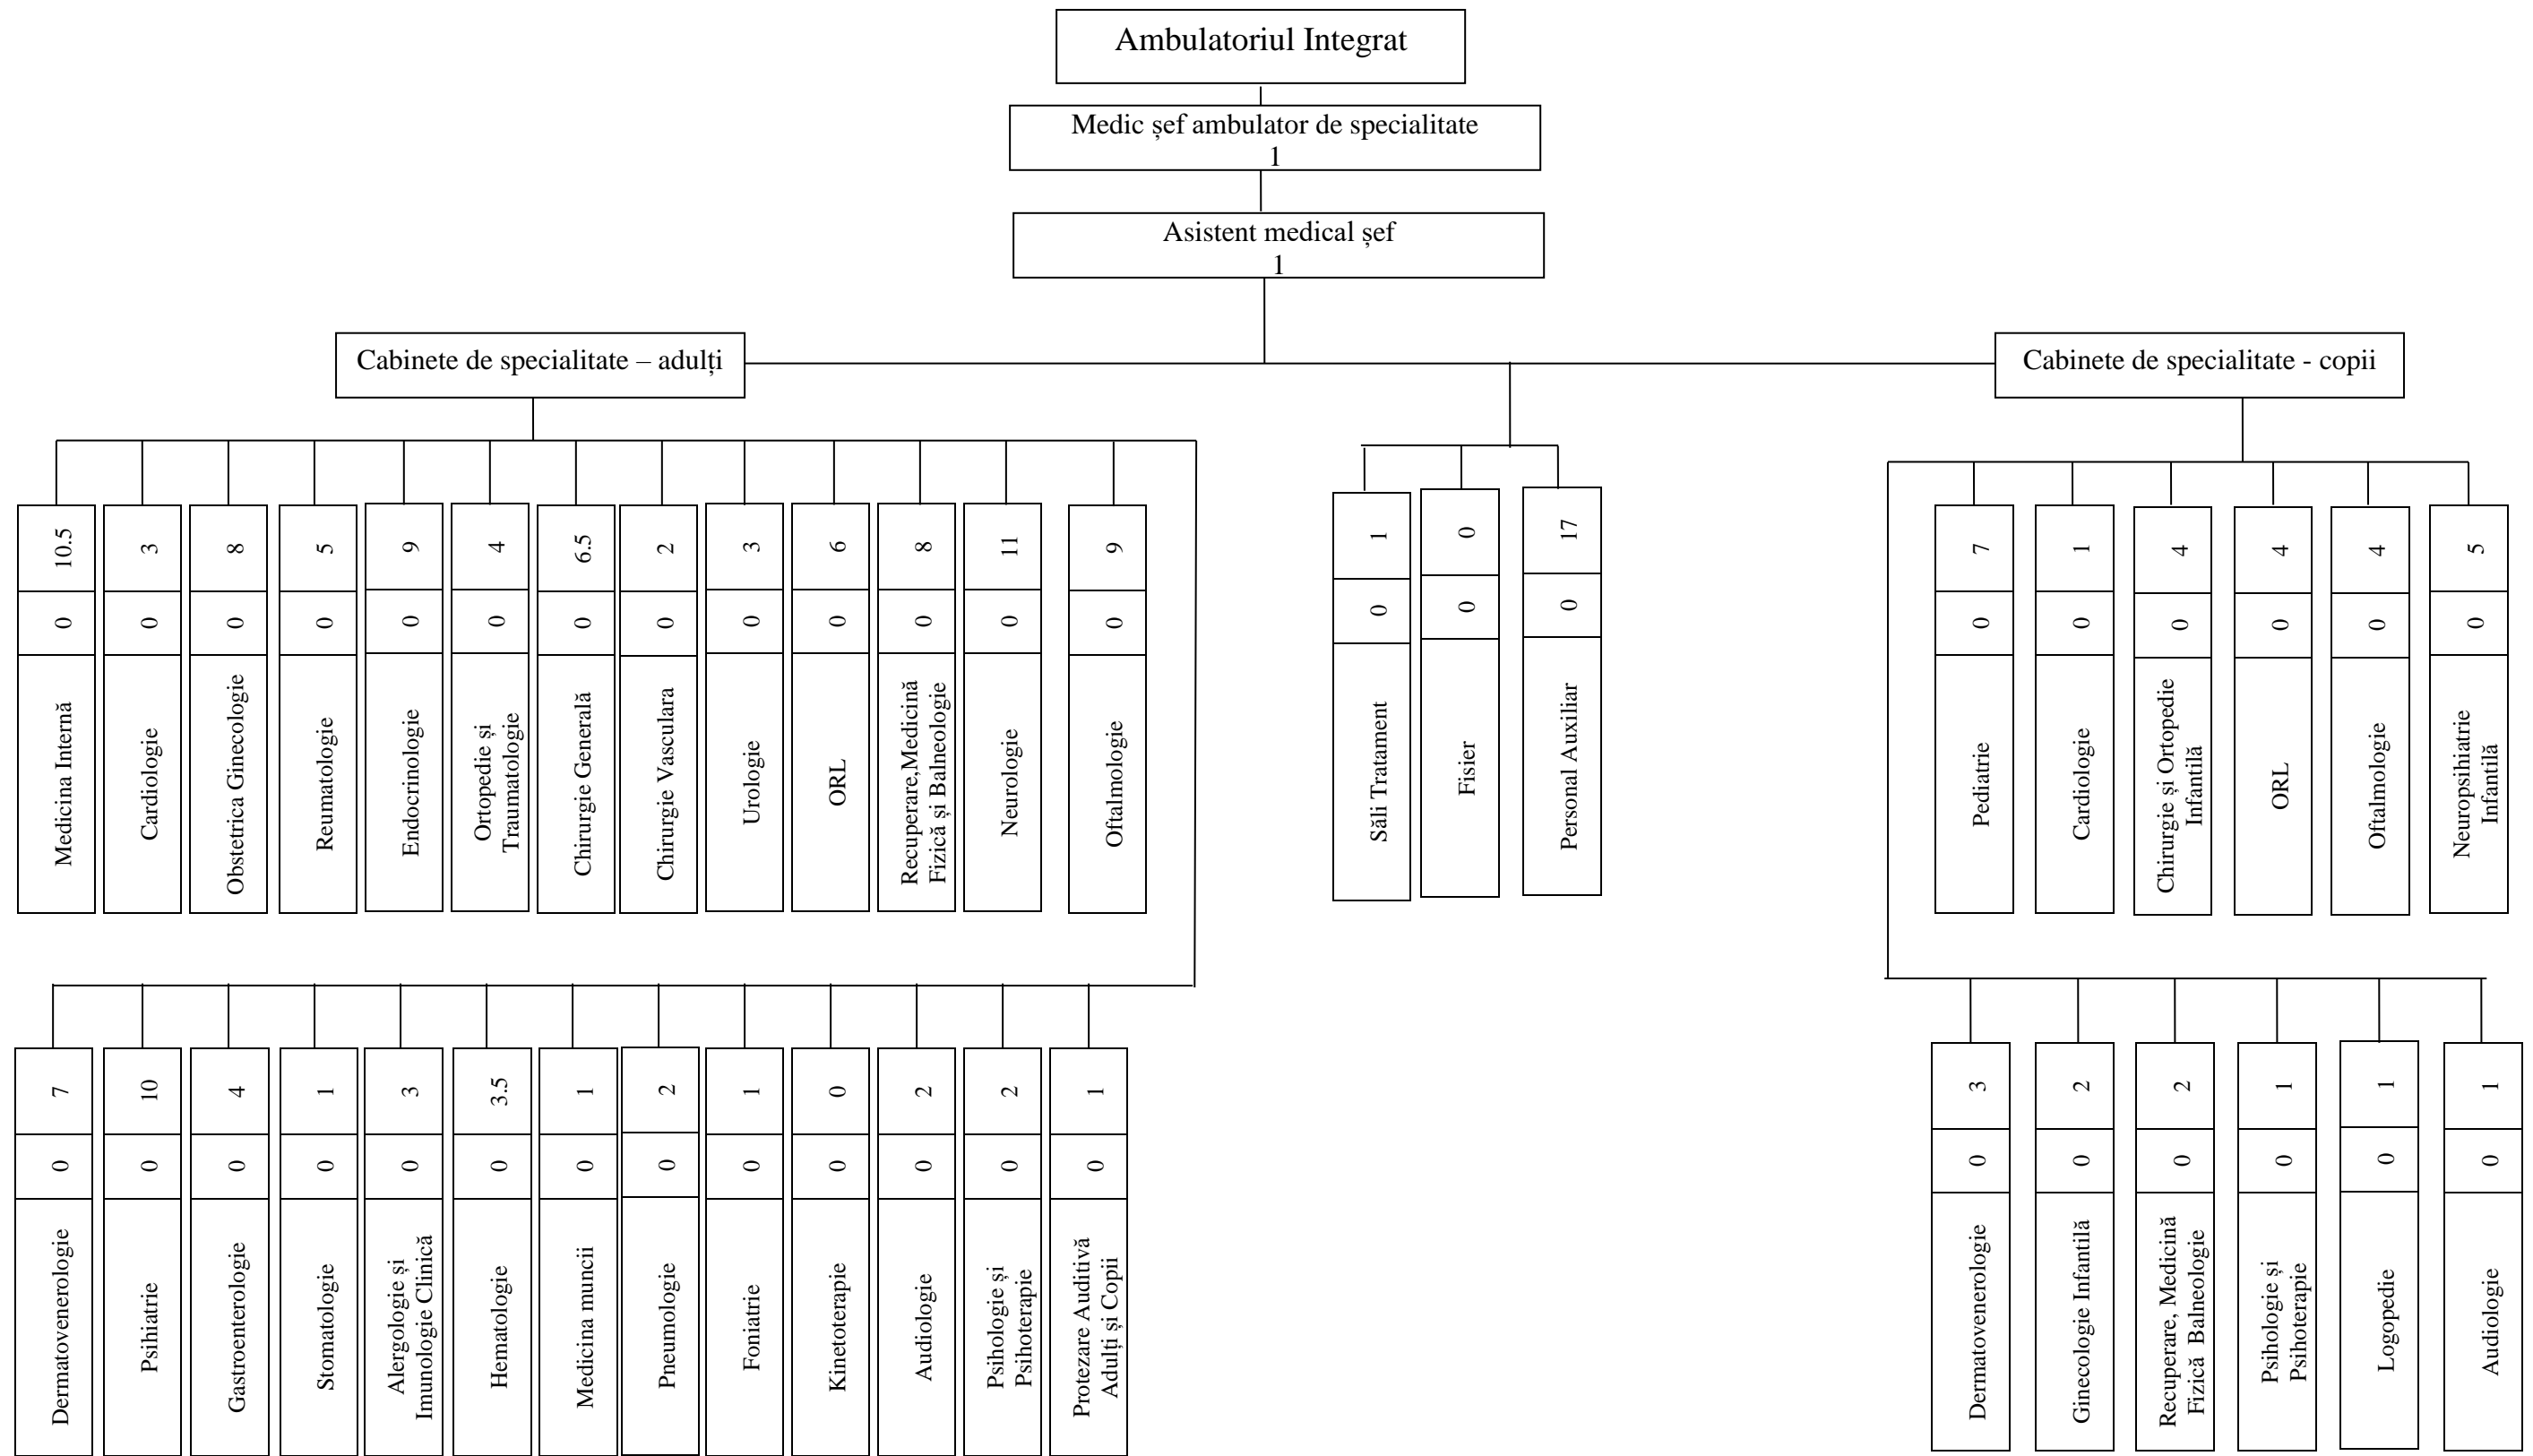 Ambulatoriul Integrat
Medic șef ambulator de specialitate
1
Asistent medical șef
1
Cabinete de specialitate – adulți
Cabinete de specialitate - copii
10.5
0
Medicina Internă
3
0
Cardiologie
8
0
Obstetrica Ginecologie
5
0
Reumatologie
9
0
Endocrinologie
4
0
Ortopedie și
Traumatologie
6.5
0
Chirurgie Generală
2
0
Chirurgie Vasculara
3
0
Urologie
6
0
ORL
8
0
Recuperare,Medicină
Fizică și Balneologie
11
0
Neurologie
9
0
Oftalmologie
1
0
Săli Tratament
0
0
Fisier
17
0
Personal Auxiliar
7
0
Pediatrie
1
0
Cardiologie
4
0
Chirurgie și Ortopedie
Infantilă
4
0
ORL
4
0
Oftalmologie
5
0
Neuropsihiatrie
Infantilă
7
0
Dermatovenerologie
10
0
Psihiatrie
4
0
Gastroenterologie
1
0
Stomatologie
3
0
Alergologie și
Imunologie Clinică
3.5
0
Hematologie
1
0
Medicina muncii
2
0
Pneumologie
1
0
Foniatrie
0
0
Kinetoterapie
2
0
Audiologie
2
0
Psihologie și
Psihoterapie
1
0
Protezare Auditivă
Adulți și Copii
3
0
Dermatovenerologie
2
0
Ginecologie Infantilă
2
0
Recuperare, Medicină
Fizică Balneologie
1
0
Psihologie și
Psihoterapie
1
0
Logopedie
1
0
Audiologie